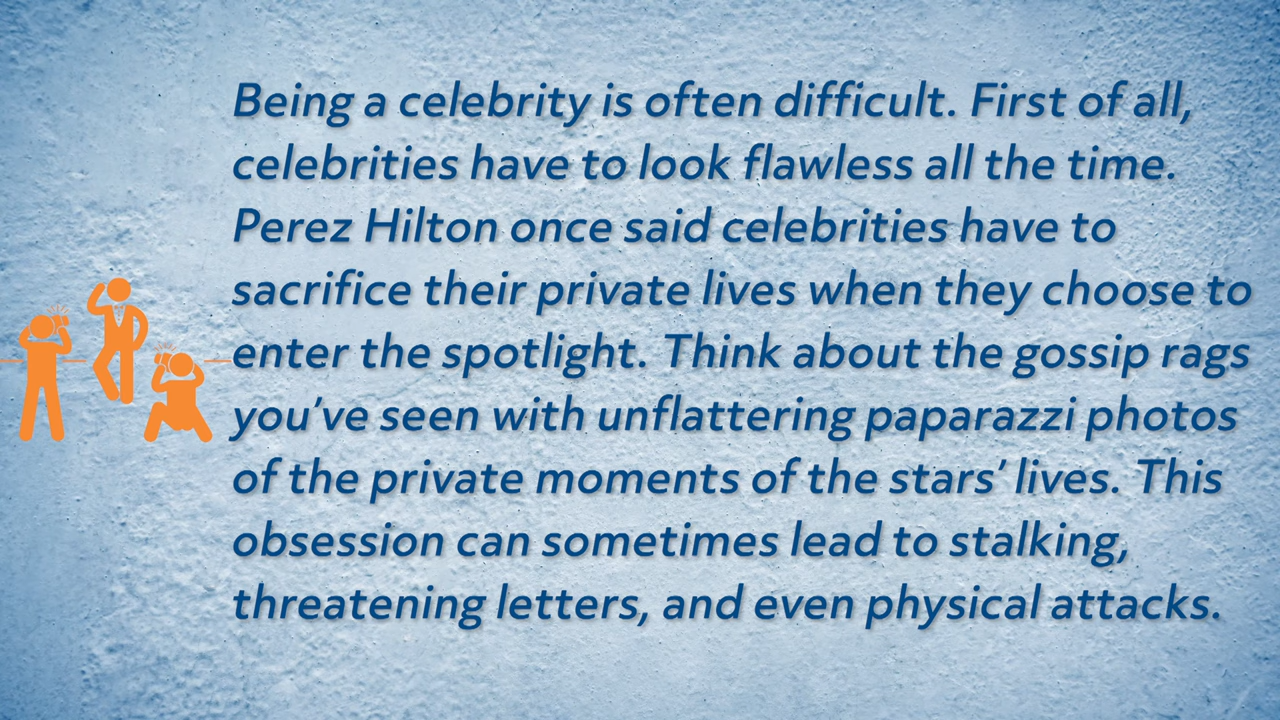 Being a celebrity is often difficult. First of all,
celebrities have to look flawless all the time.
Perez Hilton once said celebrities have to
sacrifice their private lives when they choose to
enter the spotlight. Think about the gossip rags
you’ve seen with unflattering paparazzi photos
of the private moments of the stars’ lives. This
obsession can sometimes lead to stalking,
threatening letters, and even physical attacks.